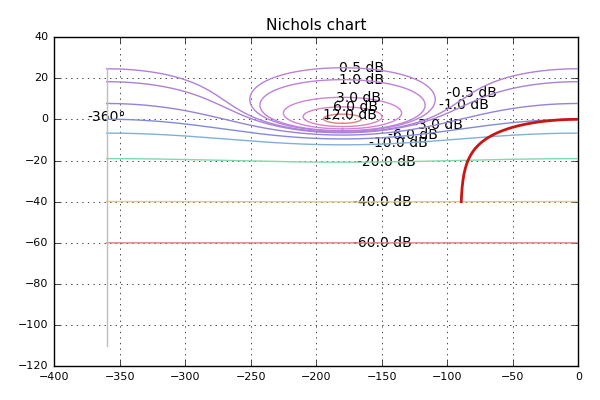 Nichols chart
40
20
0
−20
−40
−60
−80
−100
−120
0.5 dB
1.0 dB
-0.5 dB
3.0 dB
-1.0 dB
6.0 dB
12.0 dB
-360°
-3.0 dB
-6.0 dB
-10.0 dB
-20.0 dB
-40.0 dB
-60.0 dB
−400 −350 −300 −250 −200 −150 −100 −50 0